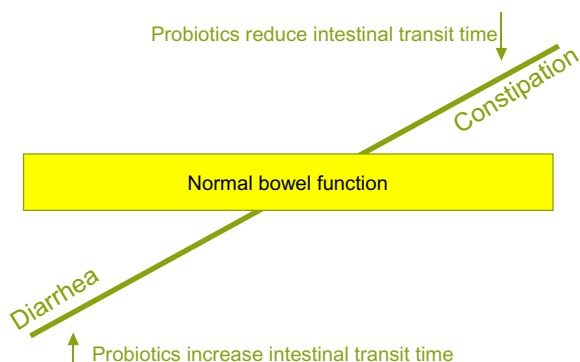 Probiotics reduce intestinal transit time
Constipation
Normal bowel function
Diarrhea
Probiotics increase intestinal transit time